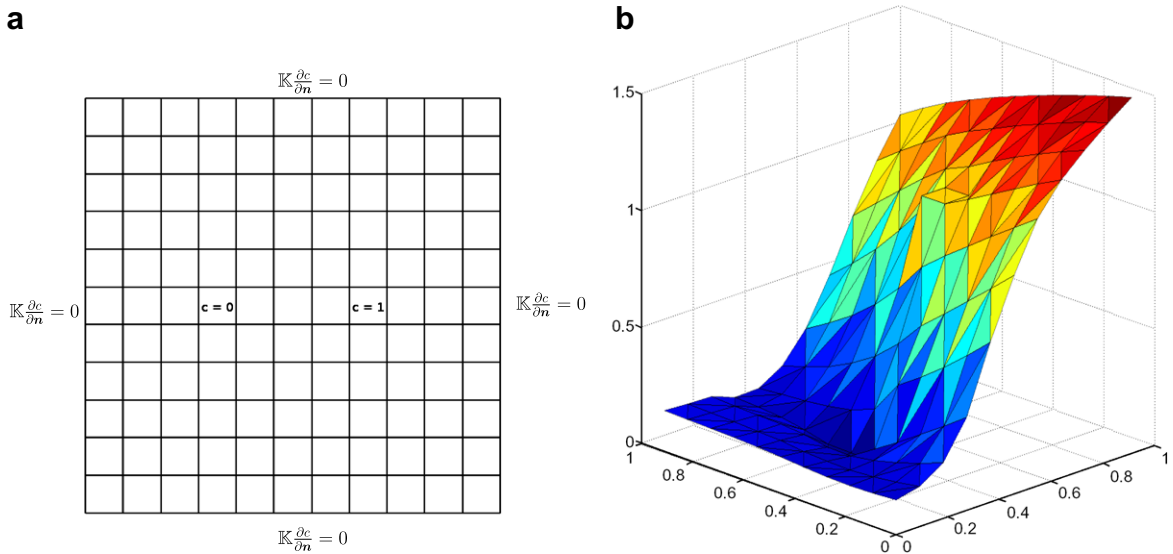 a
𝕂 ∂c/∂n = 0
𝕂 ∂c/∂n = 0
c = 0
c = 1
𝕂 ∂c/∂n = 0
𝕂 ∂c/∂n = 0
b
1.5
1
0.5
0
1
0.8
0.6
0.4
0.2
0
0
0.2
0.4
0.6
0.8
1